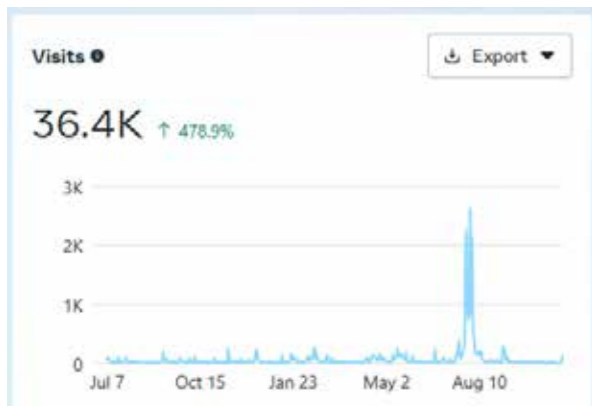 Visits
Export
36.4K ↑ 478.9%
3K
2K
1K
0
Jul 7 Oct 15 Jan 23 May 2 Aug 10